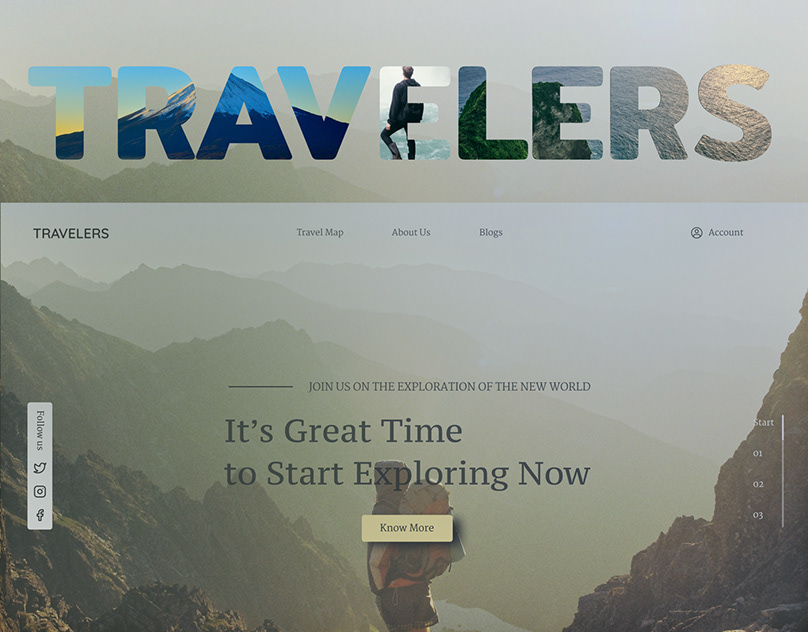 TRAVELERS
TRAVELERS
Travel Map
About Us
Blogs
Account
JOIN US ON THE EXPLORATION OF THE NEW WORLD
It’s Great Time
to Start Exploring Now
Know More
Follow us
Start
01
02
03